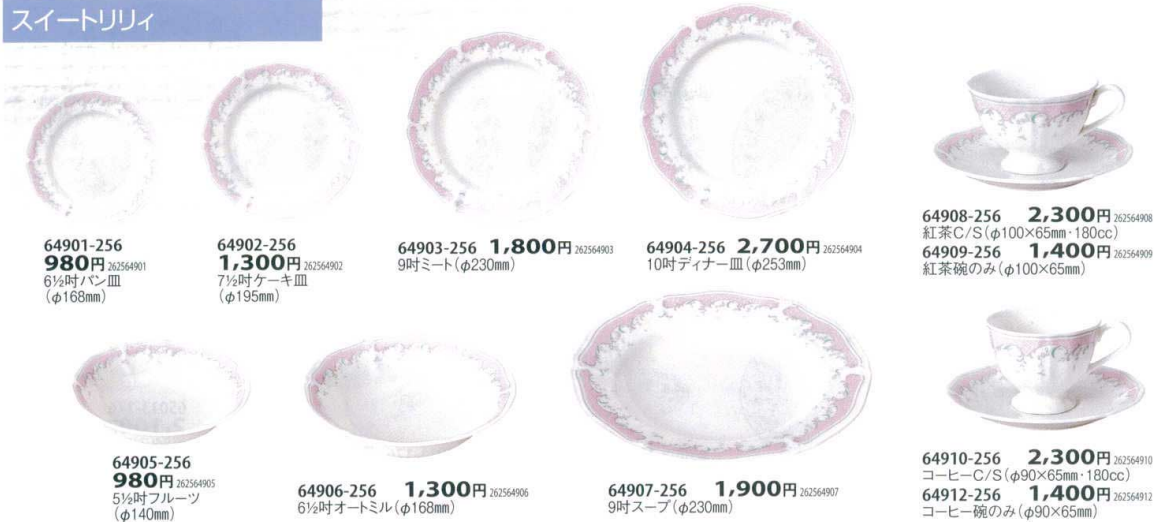 スイートリリィ
64901-256
980円 262564901
6½吋パン皿
(φ168㎜)
64902-256
1,300円 262564902
7½吋ケーキ皿
(φ195㎜)
64903-256 1,800円 262564903
9吋ミート(φ230㎜)
64904-256 2,700円 262564904
10吋ディナー皿(φ253㎜)
64908-256 2,300円 262564908
紅茶C/S(φ100×65㎜・180cc)
64909-256 1,400円 262564909
紅茶碗のみ(φ100×65㎜)
64905-256
980円 262564905
5½吋フルーツ
(φ140㎜)
64906-256 1,300円 262564906
6½吋オートミル(φ168㎜)
64907-256 1,900円 262564907
9吋スープ(φ230㎜)
64910-256 2,300円 262564910
コーヒーC/S(φ90×65㎜・180cc)
64912-256 1,400円 262564912
コーヒー碗のみ(φ90×65㎜)